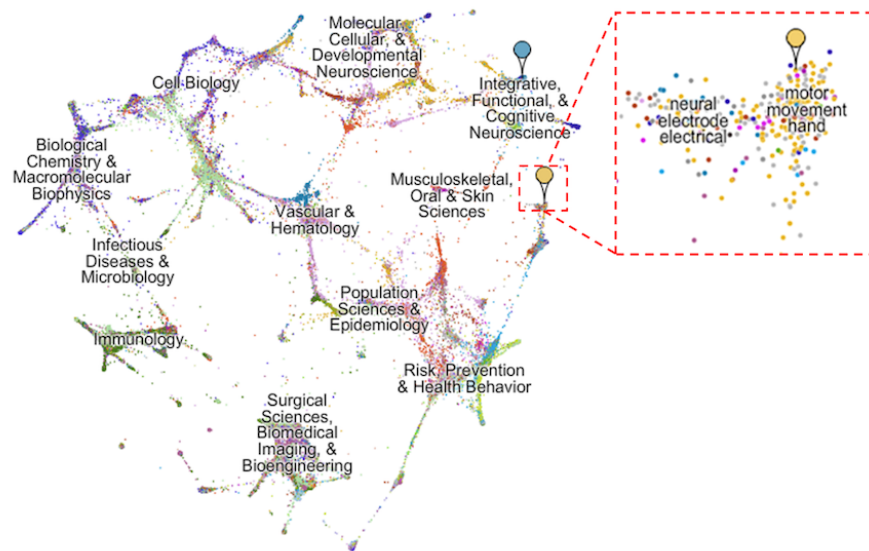 Molecular,
Cellular, &
Developmental
Neuroscience
Cell Biology
Integrative,
Functional, &
Cognitive
Neuroscience
neural
electrode
electrical
motor
movement
hand
Biological
Chemistry &
Macromolecular
Biophysics
Musculoskeletal,
Oral & Skin
Sciences
Vascular &
Hematology
Infectious
Diseases &
Microbiology
Population
Sciences &
Epidemiology
Immunology
Risk, Prevention
& Health Behavior
Surgical
Sciences,
Biomedical
Imaging, &
Bioengineering